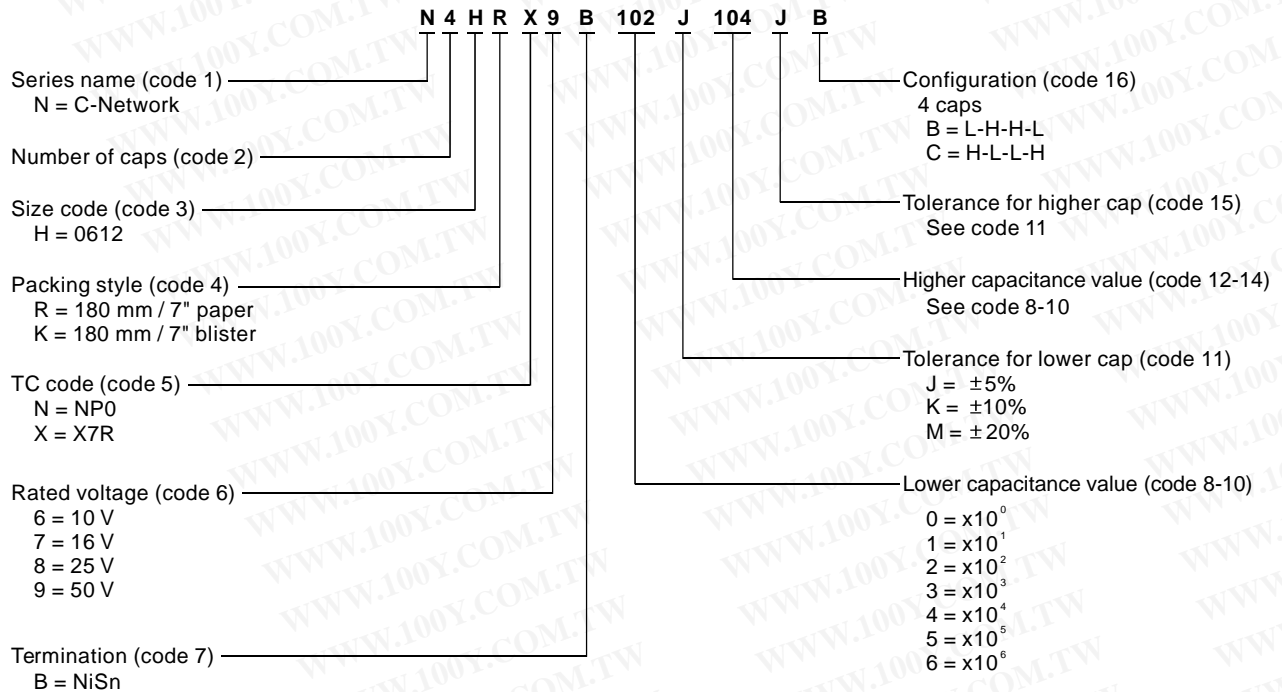 N 4 H R X 9 B 102 J 104 J B
Series name (code 1)
N = C-Network
Number of caps (code 2)
Size code (code 3)
H = 0612
Packing style (code 4)
R = 180 mm / 7" paper
K = 180 mm / 7" blister
TC code (code 5)
N = NP0
X = X7R
Rated voltage (code 6)
6 = 10 V
7 = 16 V
8 = 25 V
9 = 50 V
Termination (code 7)
B = NiSn
Configuration (code 16)
4 caps
B = L-H-H-L
C = H-L-L-H
Tolerance for higher cap (code 15)
See code 11
Higher capacitance value (code 12-14)
See code 8-10
Tolerance for lower cap (code 11)
J = ±5%
K = ±10%
M = ±20%
Lower capacitance value (code 8-10)
0 = x10⁰
1 = x10¹
2 = x10²
3 = x10³
4 = x10⁴
5 = x10⁵
6 = x10⁶
WWW.100Y.COM.TW